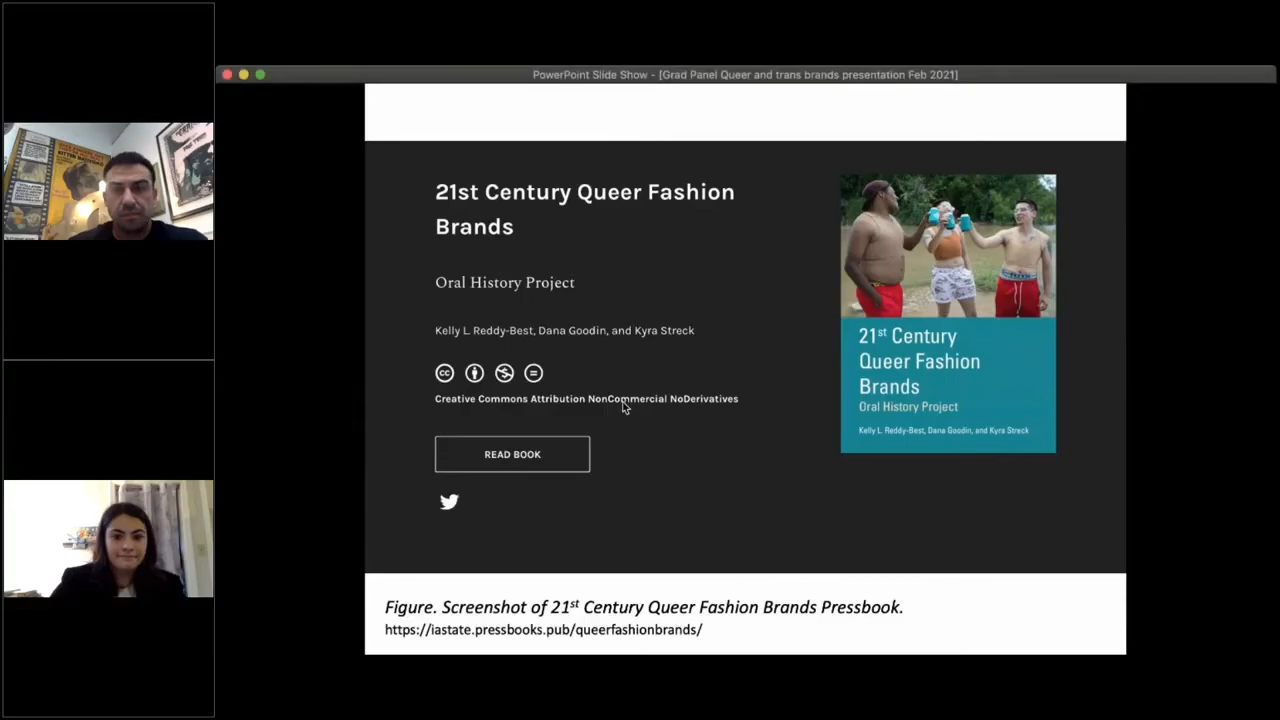 PowerPoint Slide Show - [Grad Panel Queer and trans brands presentation Feb 2021]
21st Century Queer Fashion
Brands
Oral History Project
Kelly L. Reddy-Best, Dana Goodin, and Kyra Streck
Creative Commons Attribution NonCommercial NoDerivatives
READ BOOK
21st Century
Queer Fashion
Brands
Oral History Project
Kelly L. Reddy-Best, Dana Goodin, and Kyra Streck
Figure. Screenshot of 21st Century Queer Fashion Brands Pressbook.
https://iastate.pressbooks.pub/queerfashionbrands/